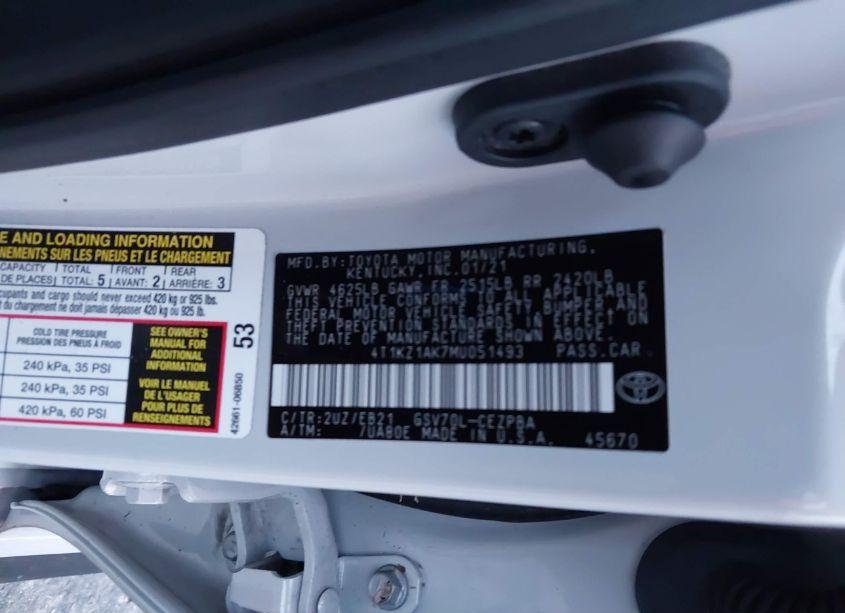 E AND LOADING INFORMATION
NEMENTS SUR LES PNEUS ET LE CHARGEMENT
CAPACITY TOTAL FRONT REAR
DE PLACES TOTAL: 5 AVANT: 2 ARRIÈRE: 3
cupants and cargo should never exceed 420 kg or 925 lbs.
t du chargement ne doit jamais dépasser 420 kg ou 925 lb.
COLD TIRE PRESSURE
PRESSION DES PNEUS À FROID
240 kPa, 35 PSI
240 kPa, 35 PSI
420 kPa, 60 PSI
SEE OWNER'S
MANUAL FOR
ADDITIONAL
INFORMATION
VOIR LE MANUEL
DE L'USAGER
POUR PLUS DE
RENSEIGNEMENTS
53
42661-06B50
MFD.BY:TOYOTA MOTOR MANUFACTURING,
KENTUCKY,INC.01/21
GVWR 4625LB GAWR FR 2515LB RR 2420LB
THIS VEHICLE CONFORMS TO ALL APPLICABLE
FEDERAL MOTOR VEHICLE SAFETY,BUMPER AND
THEFT PREVENTION STANDARDS IN EFFECT ON
THE DATE OF MANUFACTURE SHOWN ABOVE.
4T1KZ1AK7MU051493 PASS.CAR
C/TR:2UZ/EB21 GSV70L-CEZPBA
A/TM: /UA80E MADE IN U.S.A. 45670